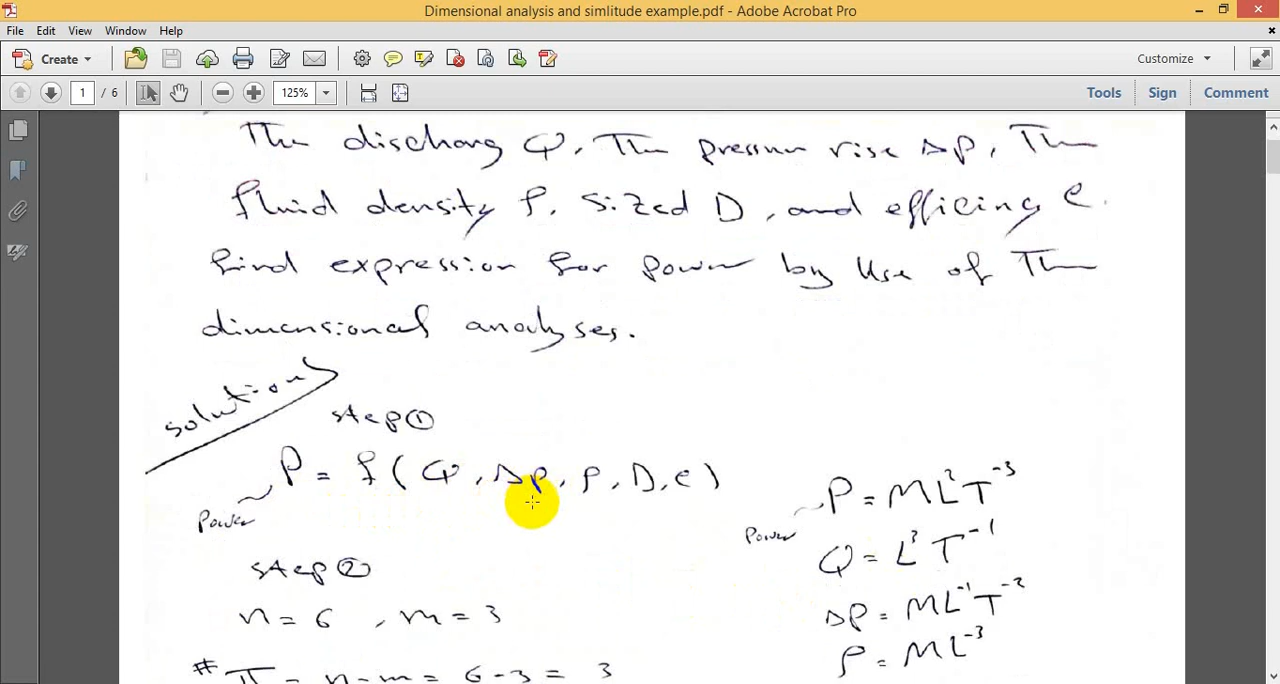 Dimensional analysis and simlitude example.pdf - Adobe Acrobat Pro
File Edit View Window Help
Create Customize
1 / 6 125% Tools Sign Comment
The discharg Q, The pressure rise ΔP, The
fluid density ρ, sized D, and efficing e.
find expression for power by use of The
dimensional analyses.
solution
step ①
P = f ( Q, ΔP, ρ, D, e )
Power
P = ML²T⁻³
Power
Q = L³T⁻¹
step ②
n = 6 , m = 3
ΔP = ML⁻¹T⁻²
ρ = ML⁻³
# π = n - m = 6 - 3 = 3